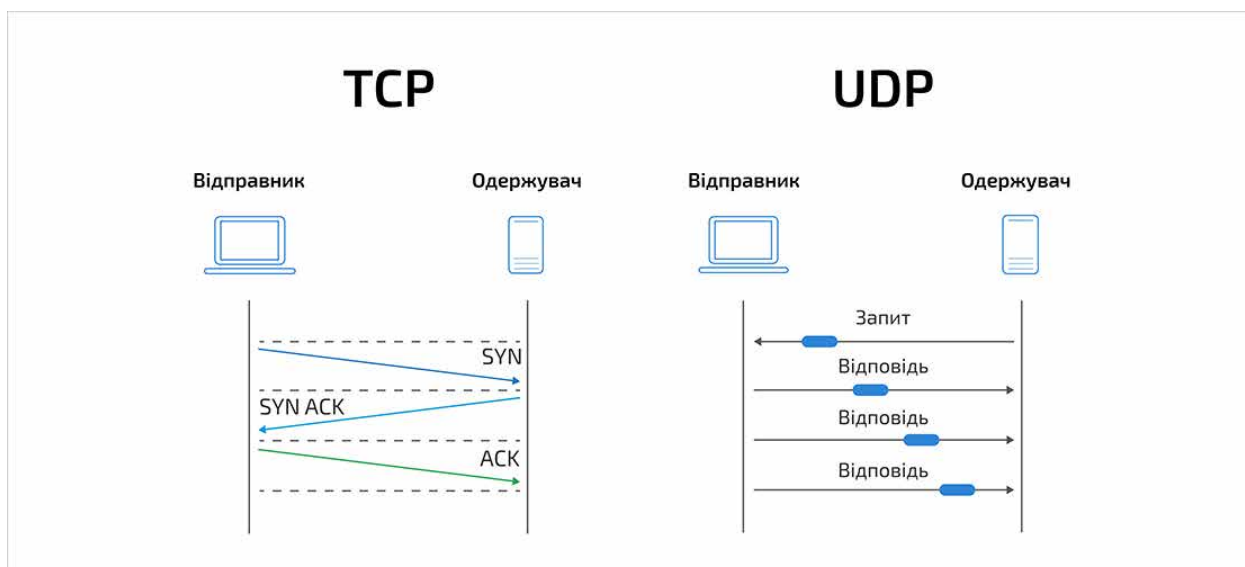 TCP
Відправник
Одержувач
SYN
SYN ACK
ACK
UDP
Відправник
Одержувач
Запит
Відповідь
Відповідь
Відповідь